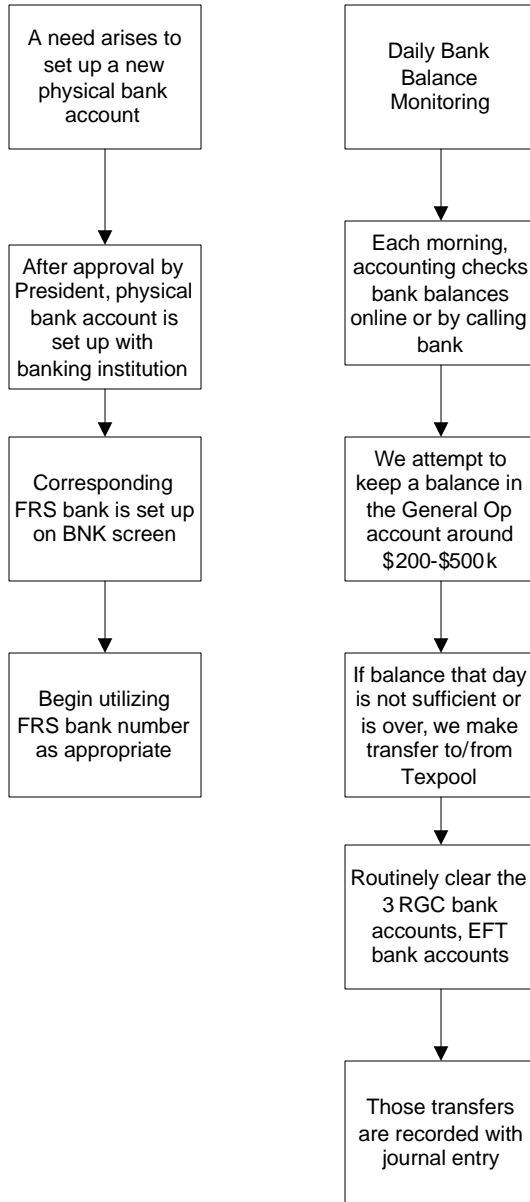 A need arises to
set up a new
physical bank
account
After approval by
President, physical
bank account is
set up with
banking institution
Corresponding
FRS bank is set up
on BNK screen
Begin utilizing
FRS bank number
as appropriate
Daily Bank
Balance
Monitoring
Each morning,
accounting checks
bank balances
online or by calling
bank
We attempt to
keep a balance in
the General Op
account around
$200-$500k
If balance that day
is not sufficient or
is over, we make
transfer to/from
Texpool
Routinely clear the
3 RGC bank
accounts, EFT
bank accounts
Those transfers
are recorded with
journal entry